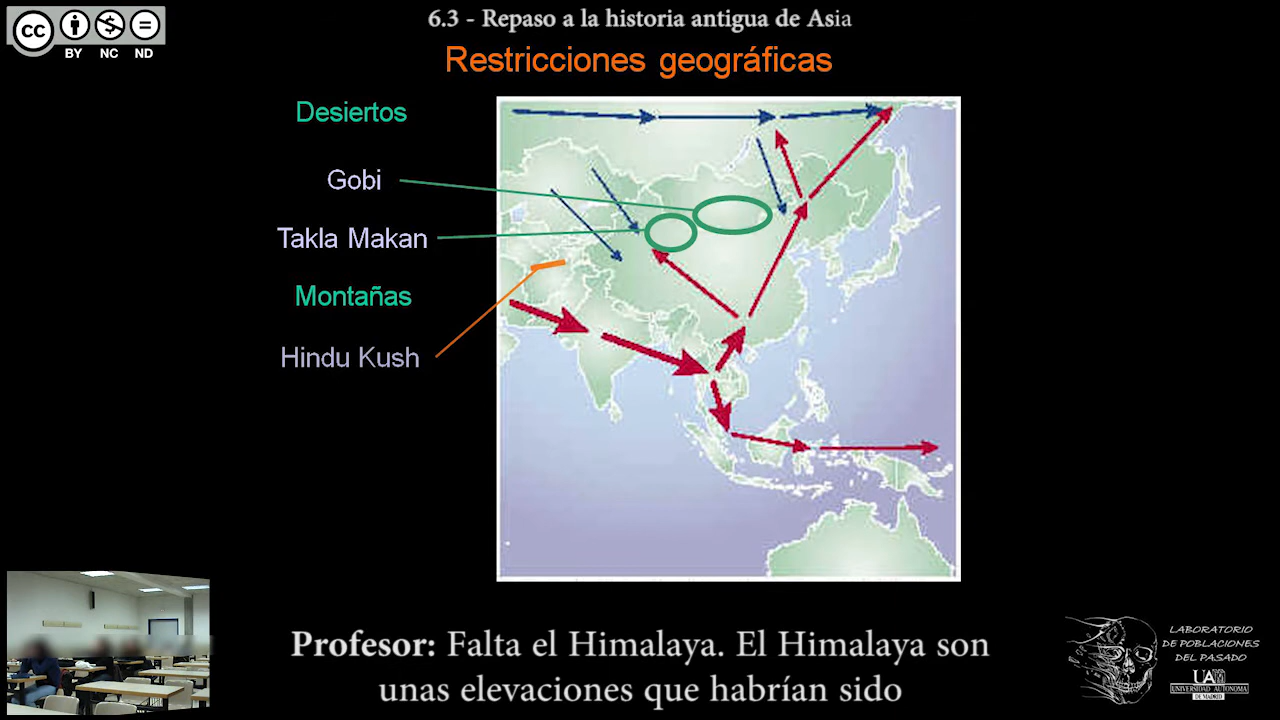 6.3 - Repaso a la historia antigua de Asia
cc
BY NC ND
Restricciones geográficas
Desiertos
Gobi
Takla Makan
Montañas
Hindu Kush
Profesor: Falta el Himalaya. El Himalaya son
unas elevaciones que habrían sido
LABORATORIO
DE POBLACIONES
DEL PASADO
UAM
UNIVERSIDAD AUTONOMA
DE MADRID